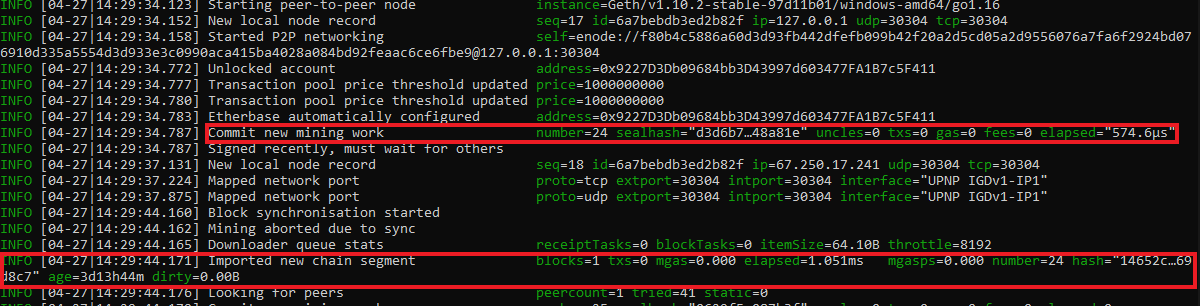 INFO [04-27|14:29:34.123] Starting peer-to-peer node instance=Geth/v1.10.2-stable-97d11b01/windows-amd64/go1.16
INFO [04-27|14:29:34.152] New local node record seq=17 id=6a7bebdb3ed2b82f ip=127.0.0.1 udp=30304 tcp=30304
INFO [04-27|14:29:34.158] Started P2P networking self=enode://f80b4c5886a60d3d93fb442dfefb099b42f20a2d5cd05a2d9556076a7fa6f2924bd07
6910d335a5554d3d933e3c0990aca415ba4028a084bd92feaac6ce6fbe9@127.0.0.1:30304
INFO [04-27|14:29:34.772] Unlocked account address=0x9227D3Db09684bb3D43997d603477FA1B7c5F411
INFO [04-27|14:29:34.777] Transaction pool price threshold updated price=1000000000
INFO [04-27|14:29:34.780] Transaction pool price threshold updated price=1000000000
INFO [04-27|14:29:34.783] Etherbase automatically configured address=0x9227D3Db09684bb3D43997d603477FA1B7c5F411
INFO [04-27|14:29:34.787] Commit new mining work number=24 sealhash="d3d6b7…48a81e" uncles=0 txs=0 gas=0 fees=0 elapsed="574.6µs"
INFO [04-27|14:29:34.787] Signed recently, must wait for others
INFO [04-27|14:29:37.131] New local node record seq=18 id=6a7bebdb3ed2b82f ip=67.250.17.241 udp=30304 tcp=30304
INFO [04-27|14:29:37.224] Mapped network port proto=tcp extport=30304 intport=30304 interface="UPNP IGDv1-IP1"
INFO [04-27|14:29:37.875] Mapped network port proto=udp extport=30304 intport=30304 interface="UPNP IGDv1-IP1"
INFO [04-27|14:29:44.160] Block synchronisation started
INFO [04-27|14:29:44.162] Mining aborted due to sync
INFO [04-27|14:29:44.165] Downloader queue stats receiptTasks=0 blockTasks=0 itemSize=64.10B throttle=8192
INFO [04-27|14:29:44.171] Imported new chain segment blocks=1 txs=0 mgas=0.000 elapsed=1.051ms mgasps=0.000 number=24 hash="14652c…69
d8c7" age=3d13h44m dirty=0.00B
INFO [04-27|14:29:44.176] Looking for peers peercount=1 tried=41 static=0